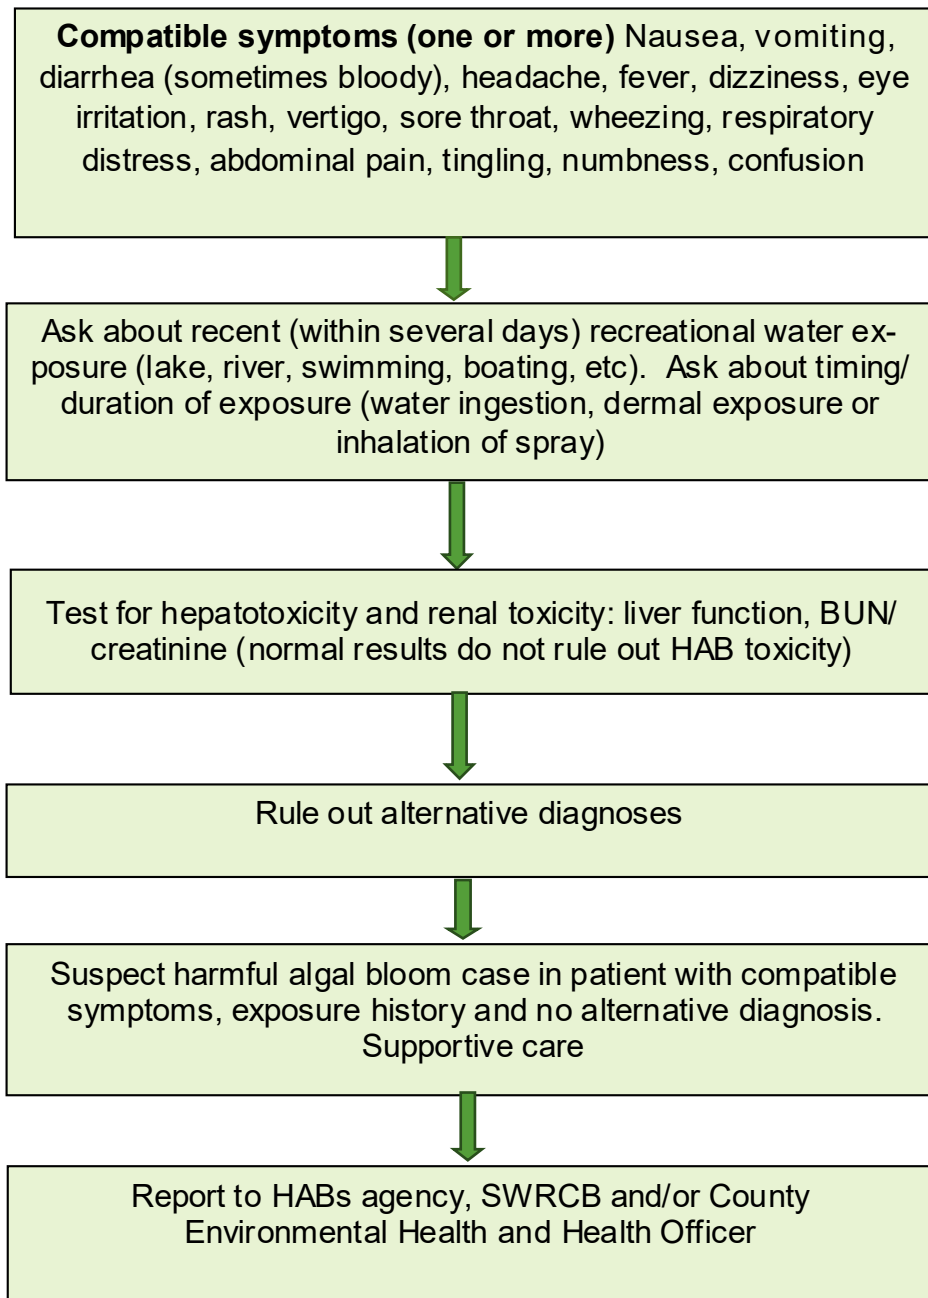 Compatible symptoms (one or more) Nausea, vomiting,
diarrhea (sometimes bloody), headache, fever, dizziness, eye
irritation, rash, vertigo, sore throat, wheezing, respiratory
distress, abdominal pain, tingling, numbness, confusion
Ask about recent (within several days) recreational water ex-
posure (lake, river, swimming, boating, etc).  Ask about timing/
duration of exposure (water ingestion, dermal exposure or
inhalation of spray)
Test for hepatotoxicity and renal toxicity: liver function, BUN/
creatinine (normal results do not rule out HAB toxicity)
Rule out alternative diagnoses
Suspect harmful algal bloom case in patient with compatible
symptoms, exposure history and no alternative diagnosis.
Supportive care
Report to HABs agency, SWRCB and/or County
Environmental Health and Health Officer